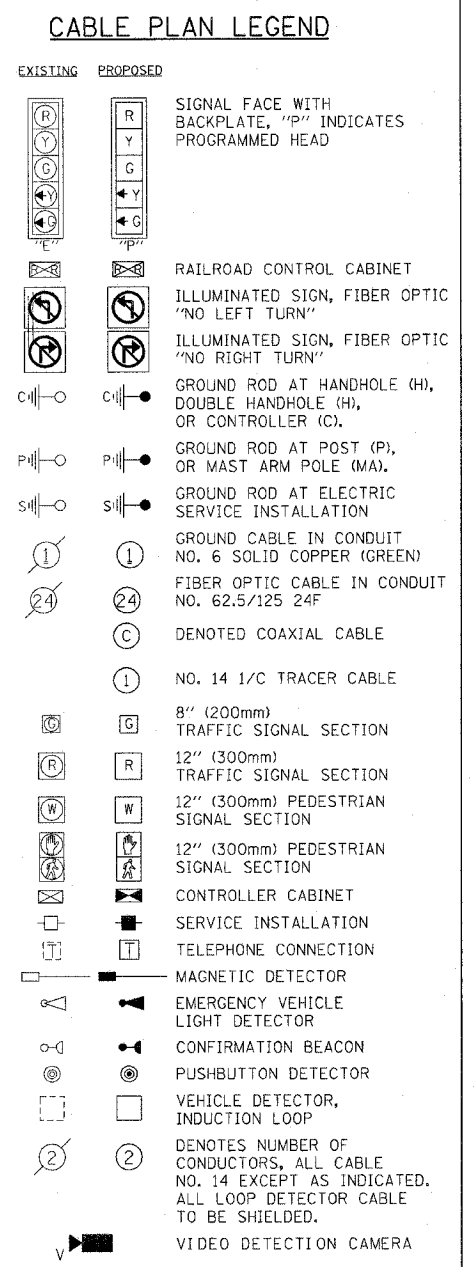 CABLE PLAN LEGEND
EXISTING PROPOSED
R R SIGNAL FACE WITH
Y Y BACKPLATE, "P" INDICATES
G G PROGRAMMED HEAD
Y Y
G G
"E" "P"
RAILROAD CONTROL CABINET
ILLUMINATED SIGN, FIBER OPTIC
"NO LEFT TURN"
ILLUMINATED SIGN, FIBER OPTIC
"NO RIGHT TURN"
C C GROUND ROD AT HANDHOLE (H),
DOUBLE HANDHOLE (H),
OR CONTROLLER (C).
P P GROUND ROD AT POST (P),
OR MAST ARM POLE (MA).
S S GROUND ROD AT ELECTRIC
SERVICE INSTALLATION
1 1 GROUND CABLE IN CONDUIT
NO. 6 SOLID COPPER (GREEN)
24 24 FIBER OPTIC CABLE IN CONDUIT
NO. 62.5/125 24F
C DENOTED COAXIAL CABLE
1 NO. 14 1/C TRACER CABLE
G G 8" (200mm)
TRAFFIC SIGNAL SECTION
R R 12" (300mm)
TRAFFIC SIGNAL SECTION
W W 12" (300mm) PEDESTRIAN
SIGNAL SECTION
12" (300mm) PEDESTRIAN
SIGNAL SECTION
CONTROLLER CABINET
SERVICE INSTALLATION
T T TELEPHONE CONNECTION
MAGNETIC DETECTOR
EMERGENCY VEHICLE
LIGHT DETECTOR
CONFIRMATION BEACON
PUSHBUTTON DETECTOR
VEHICLE DETECTOR,
INDUCTION LOOP
2 2 DENOTES NUMBER OF
CONDUCTORS, ALL CABLE
NO. 14 EXCEPT AS INDICATED.
ALL LOOP DETECTOR CABLE
TO BE SHIELDED.
V VIDEO DETECTION CAMERA